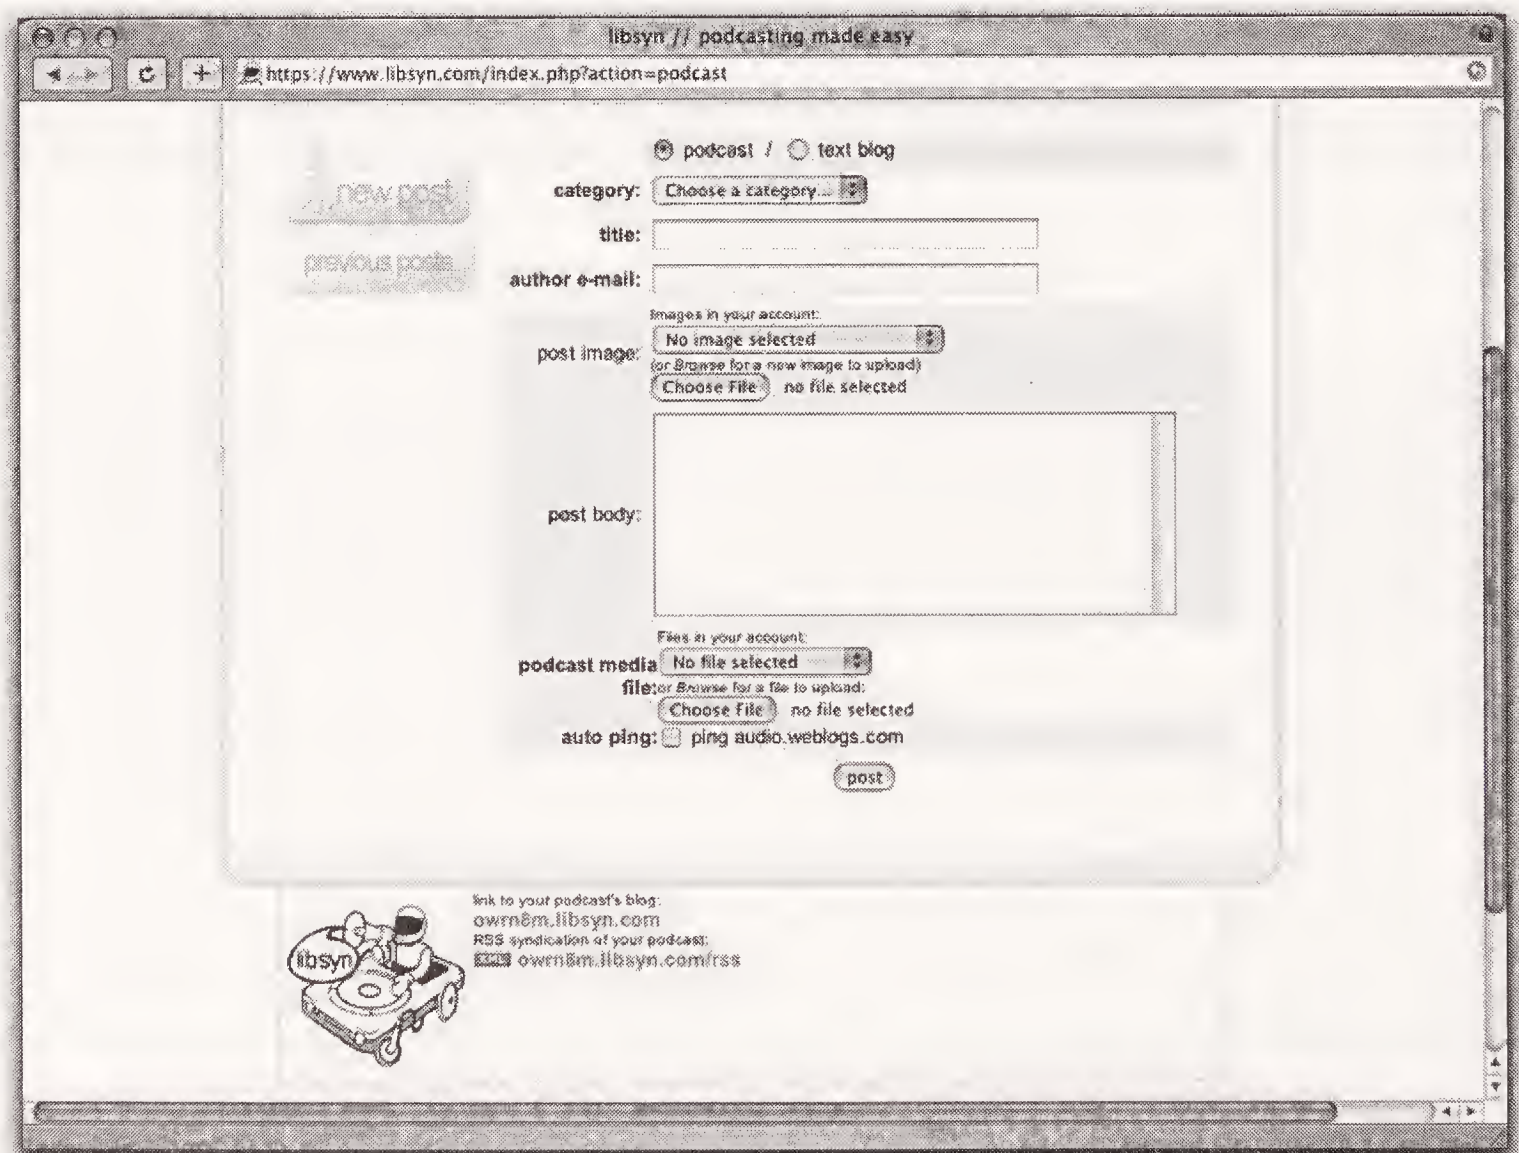 libsyn // podcasting made easy
https://www.libsyn.com/index.php?action=podcast
podcast / text blog
new post
category: Choose a category...
title:
previous posts
author e-mail:
Images in your account:
post image: No image selected
(or Browse for a new image to upload)
Choose File no file selected
post body:
Files in your account:
podcast media No file selected
file: or Browse for a file to upload:
Choose File no file selected
auto ping: ping audio.weblogs.com
post
link to your podcast's blog:
owrn8m.libsyn.com
RSS syndication of your podcast:
owrn8m.libsyn.com/rss
libsyn